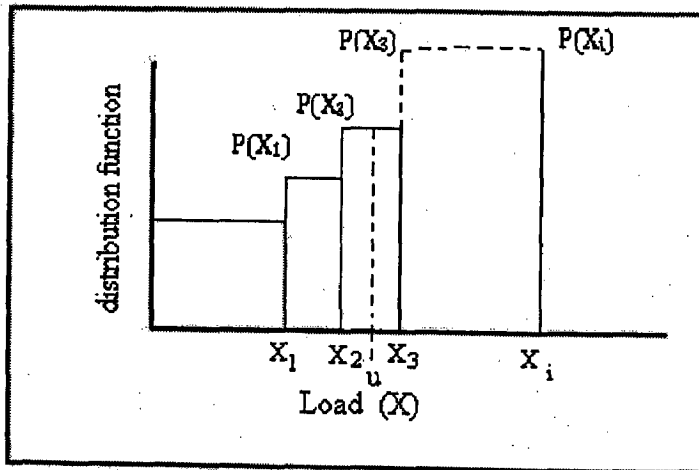 P(X₃)
P(Xᵢ)
P(X₂)
P(X₁)
distribution function
X₁
X₂
u
X₃
Xᵢ
Load (X)